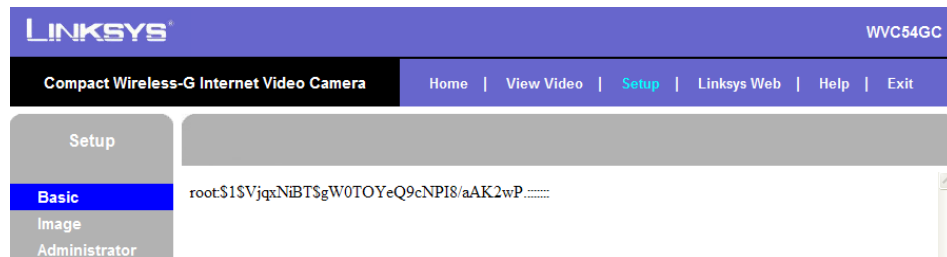 LINKSYS®
WVC54GC
Compact Wireless-G Internet Video Camera
Home | View Video | Setup | Linksys Web | Help | Exit
Setup
root:$1$VjqxNiBT$gW0TOYeQ9cNPI8/aAK2wP.:::::::
Basic
Image
Administrator